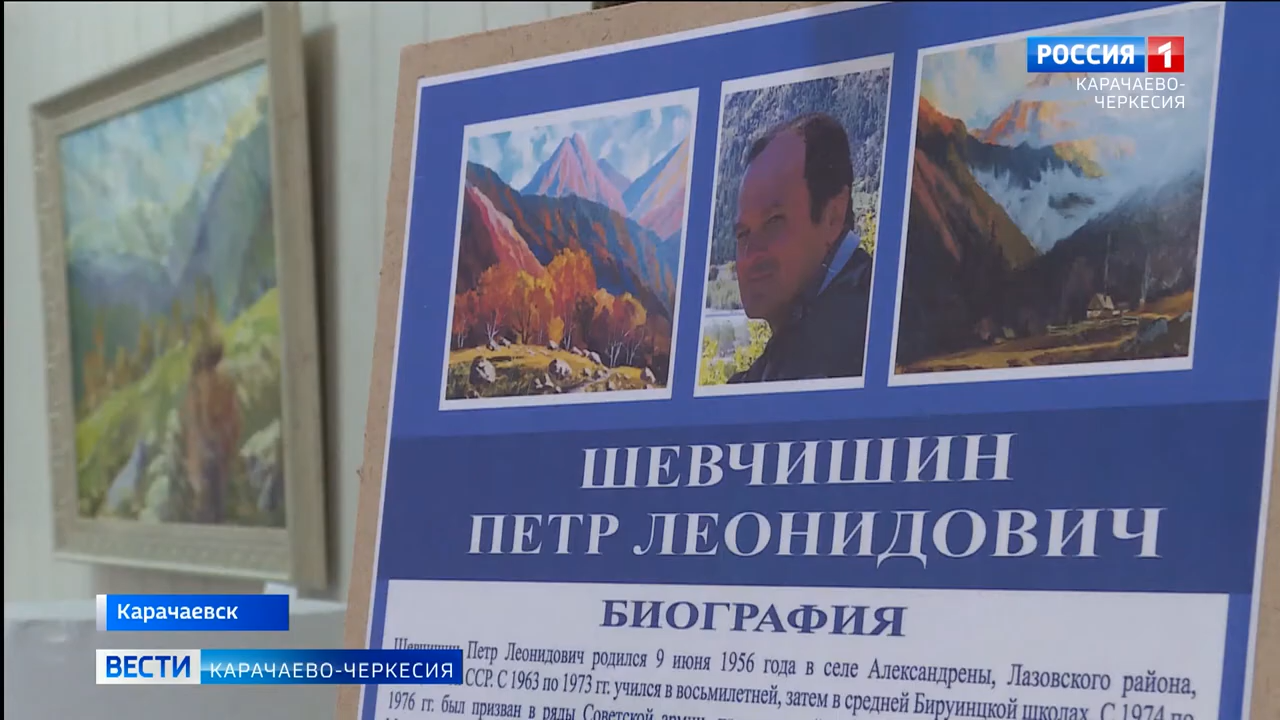 РОССИЯ 1
КАРАЧАЕВО-
ЧЕРКЕСИЯ
ШЕВЧИШИН
ПЕТР ЛЕОНИДОВИЧ
БИОГРАФИЯ
Шевчишин Петр Леонидович родился 9 июня 1956 года в селе Александрены, Лазовского района,
ССР. С 1963 по 1973 гг. учился в восьмилетней, затем в средней Бируинцкой школах. С 1974 по
1976 гг. был призван в ряды Советской армии
Карачаевск
ВЕСТИ КАРАЧАЕВО-ЧЕРКЕСИЯ